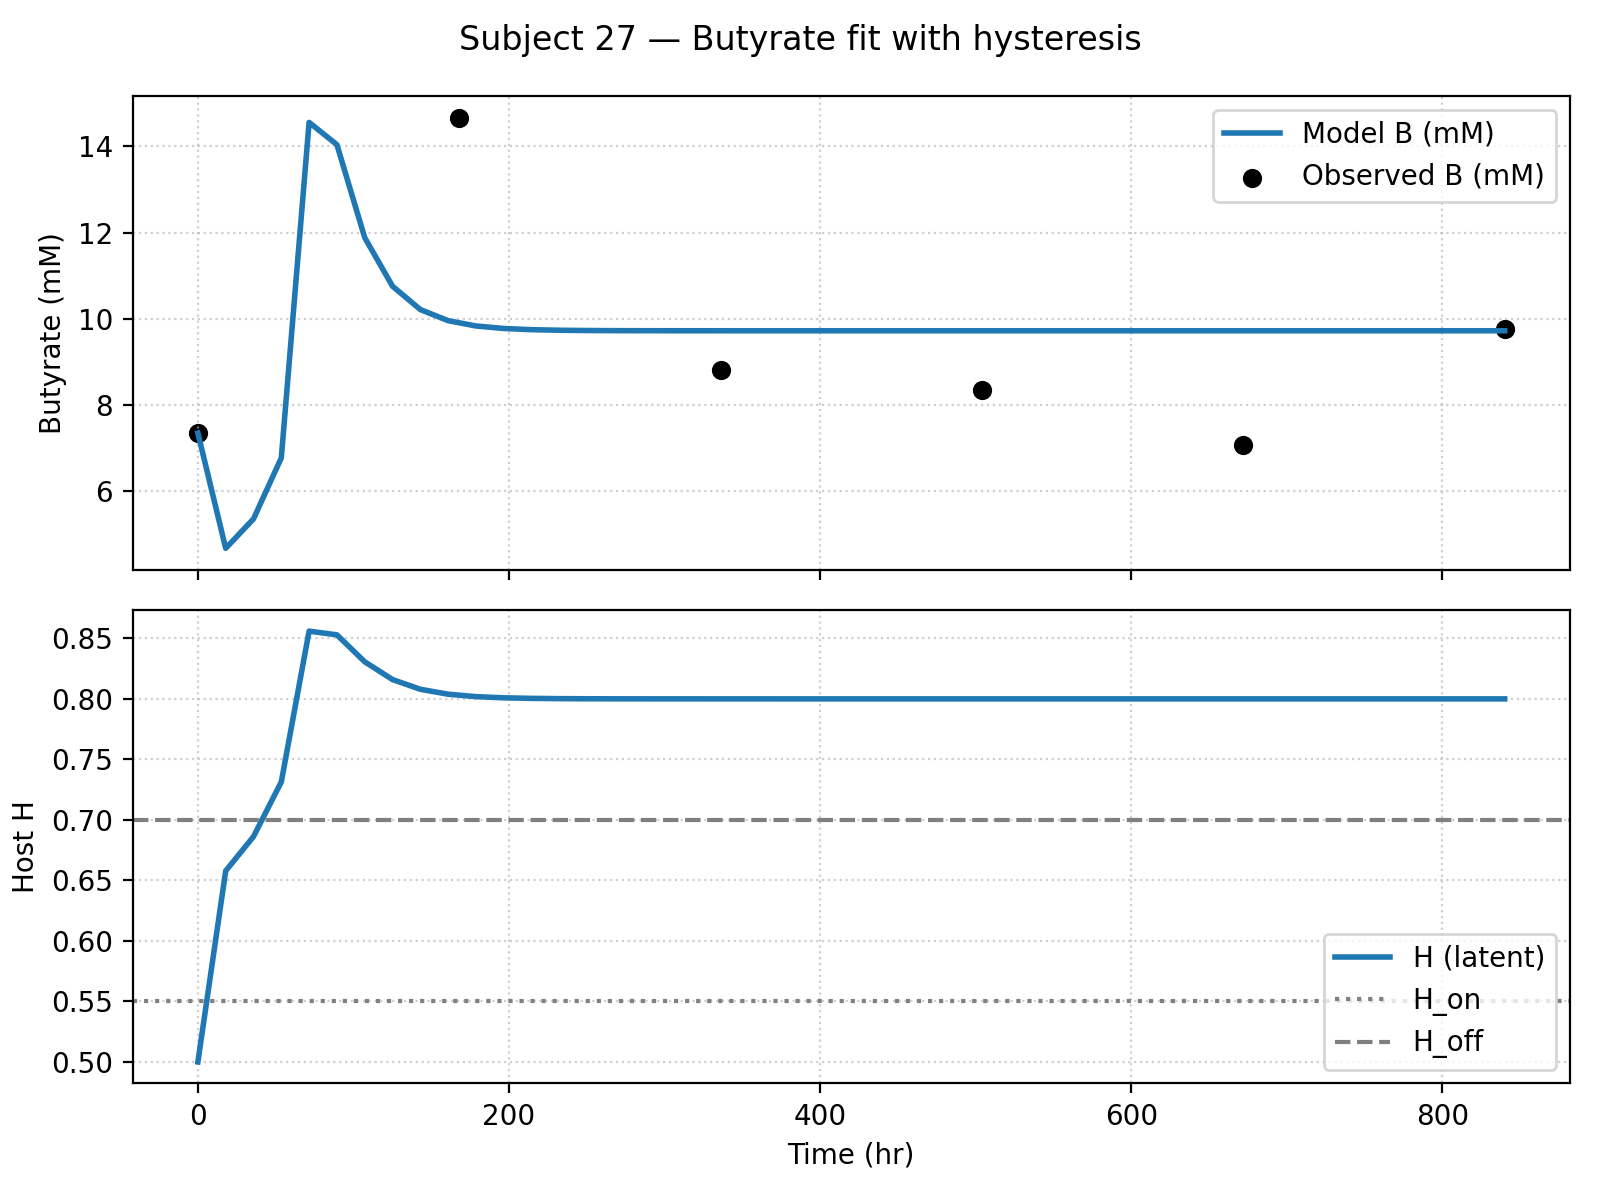 Subject 27 — Butyrate fit with hysteresis
Butyrate (mM)
14
12
10
8
6
Model B (mM)
Observed B (mM)
Host H
0.85
0.80
0.75
0.70
0.65
0.60
0.55
0.50
H (latent)
H_on
H_off
0 200 400 600 800
Time (hr)